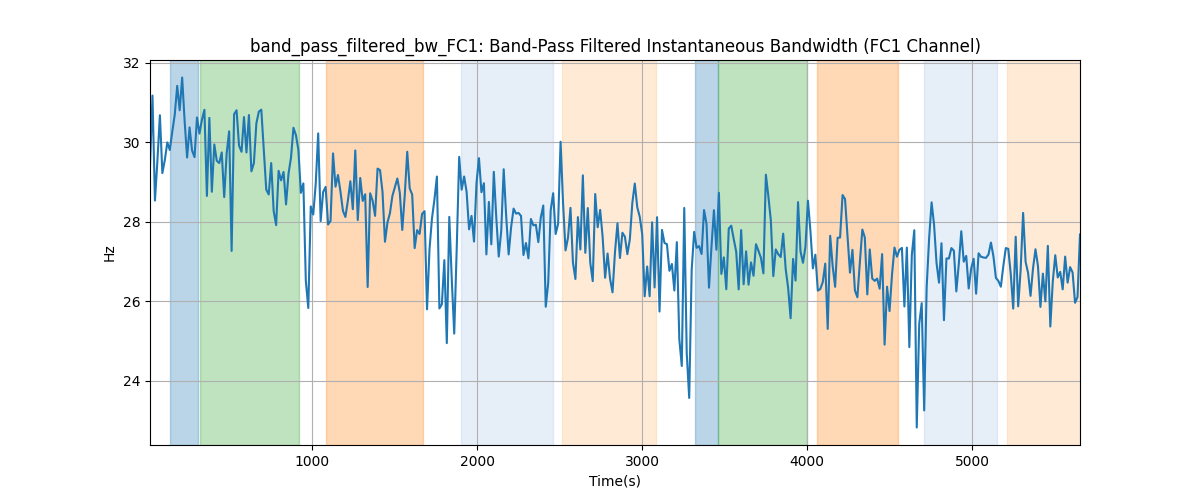 band_pass_filtered_bw_FC1: Band-Pass Filtered Instantaneous Bandwidth (FC1 Channel)
32
30
28
26
24
Hz
1000 2000 3000 4000 5000
Time(s)